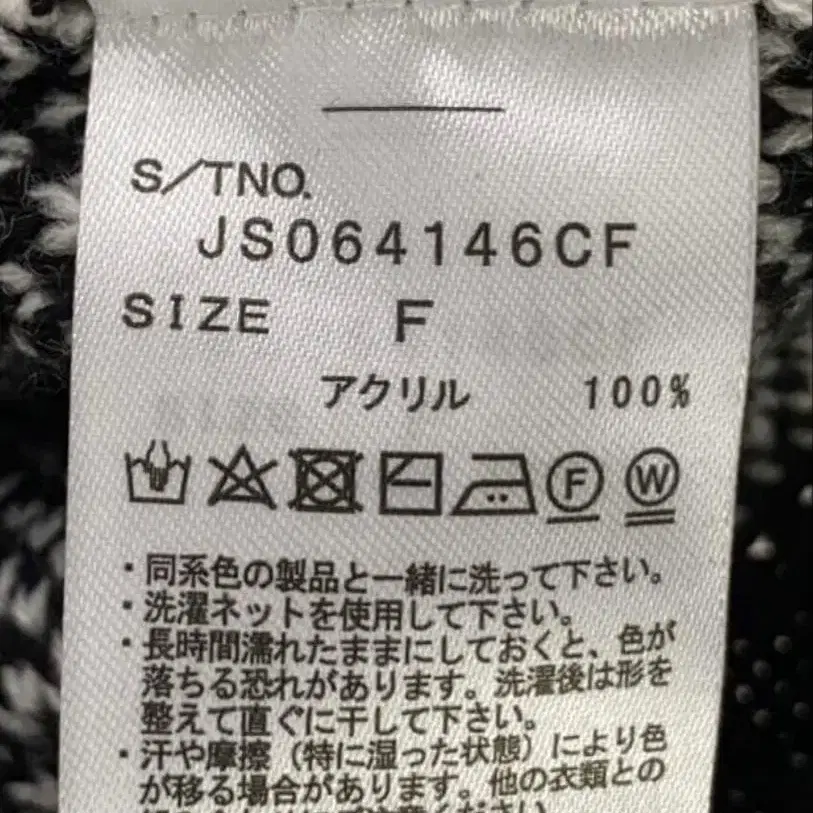 S/TNO.
JS064146CF
SIZE F
アクリル 100%
F W
・同系色の製品と一緒に洗って下さい。
・洗濯ネットを使用して下さい。
・長時間濡れたままにしておくと、色が
落ちる恐れがあります。洗濯後は形を
整えて直ぐに干して下さい。
・汗や摩擦（特に湿った状態）により色
が移る場合があります。他の衣類との